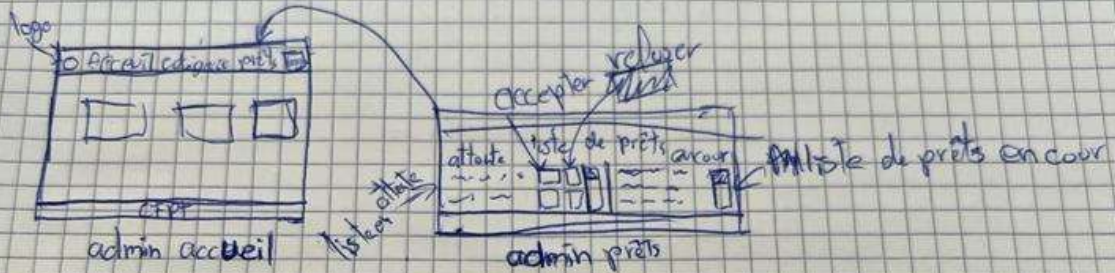 logo
Acceuil catégorie prêts
CFPT
admin accueil
refuser
accepter
liste de prêts
attente
encour
liste de prêts en cour
liste en attente
admin prêts